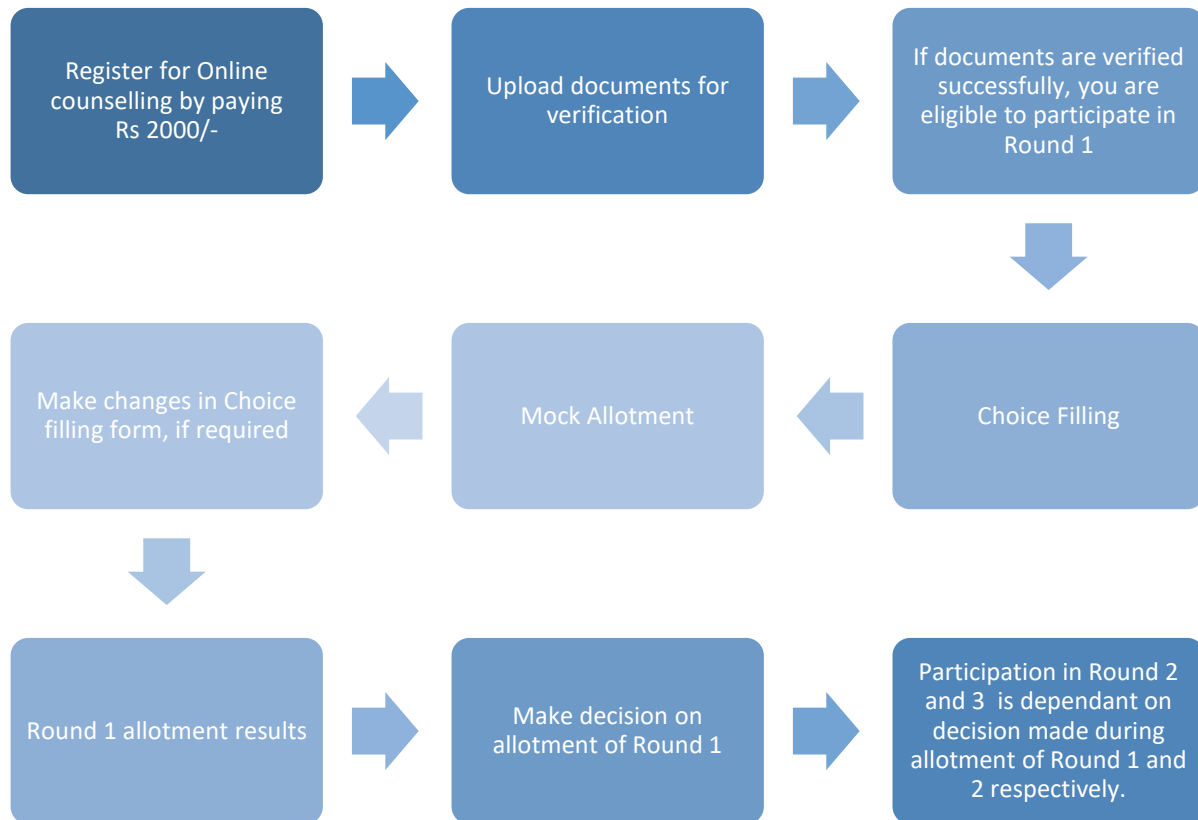 Register for Online
counselling by paying
Rs 2000/-
Upload documents for
verification
If documents are verified
successfully, you are
eligible to participate in
Round 1
Choice Filling
Mock Allotment
Make changes in Choice
filling form, if required
Round 1 allotment results
Make decision on
allotment of Round 1
Participation in Round 2
and 3 is dependant on
decision made during
allotment of Round 1 and
2 respectively.